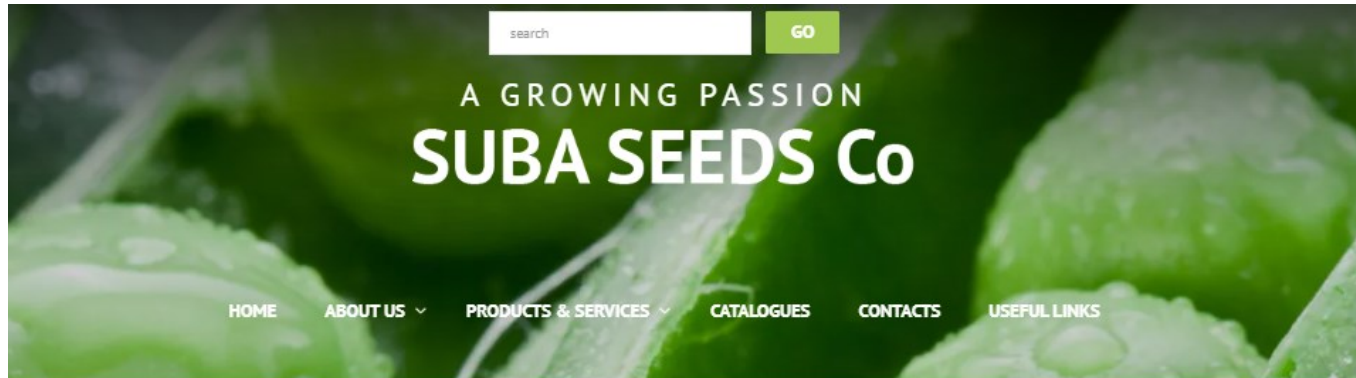 search GO
A GROWING PASSION
SUBA SEEDS Co
HOME ABOUT US PRODUCTS & SERVICES CATALOGUES CONTACTS USEFUL LINKS